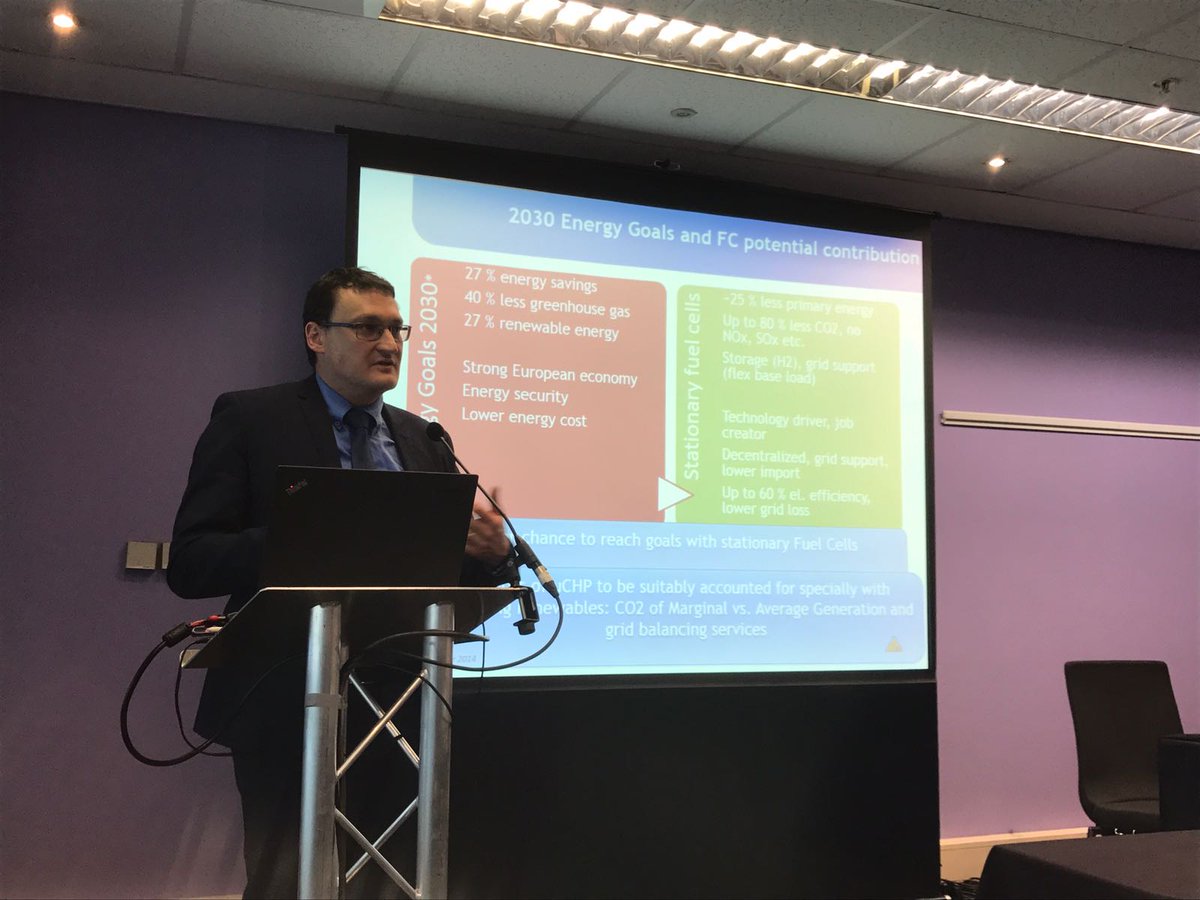 2030 Energy Goals and FC potential contribution
Goals 2030*
27 % energy savings
40 % less greenhouse gas
27 % renewable energy
Strong European economy
Energy security
Lower energy cost
Stationary fuel cells
~25 % less primary energy
Up to 80 % less CO2, no
NOx, SOx etc.
Storage (H2), grid support
(flex base load)
Technology driver, job
creator
Decentralized, grid support,
lower import
Up to 60 % el. efficiency,
lower grid loss
chance to reach goals with stationary Fuel Cells
to be suitably accounted for specially with
CO2 of Marginal vs. Average Generation and
grid balancing services
2014
ThinkPad